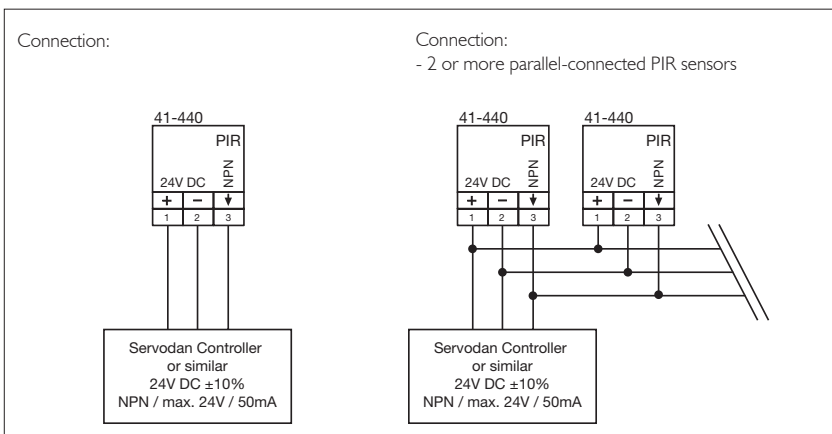 Connection:
Connection:
- 2 or more parallel-connected PIR sensors
41-440
PIR
NPN
24V DC
+ −
1 2 3
Servodan Controller
or similar
24V DC ±10%
NPN / max. 24V / 50mA
41-440
PIR
NPN
24V DC
+ −
1 2 3
41-440
PIR
NPN
24V DC
+ −
1 2 3
Servodan Controller
or similar
24V DC ±10%
NPN / max. 24V / 50mA